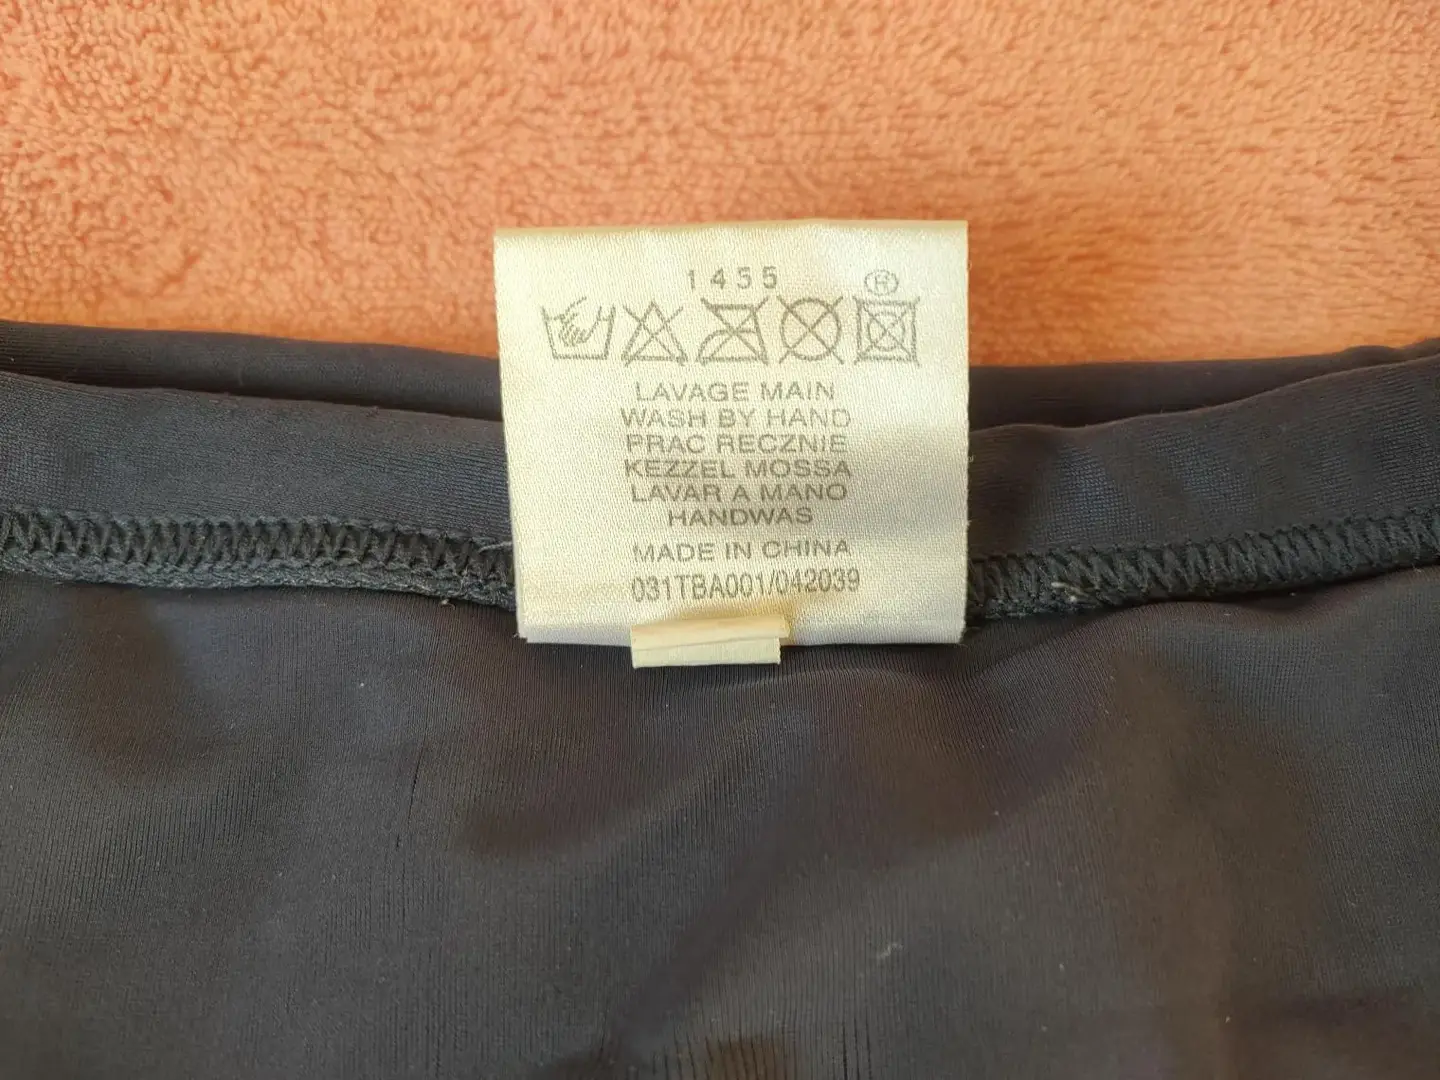 1455
®
LAVAGE MAIN
WASH BY HAND
PRAC RECZNIE
KEZZEL MOSSA
LAVAR A MANO
HANDWAS
MADE IN CHINA
031TBA001/042039